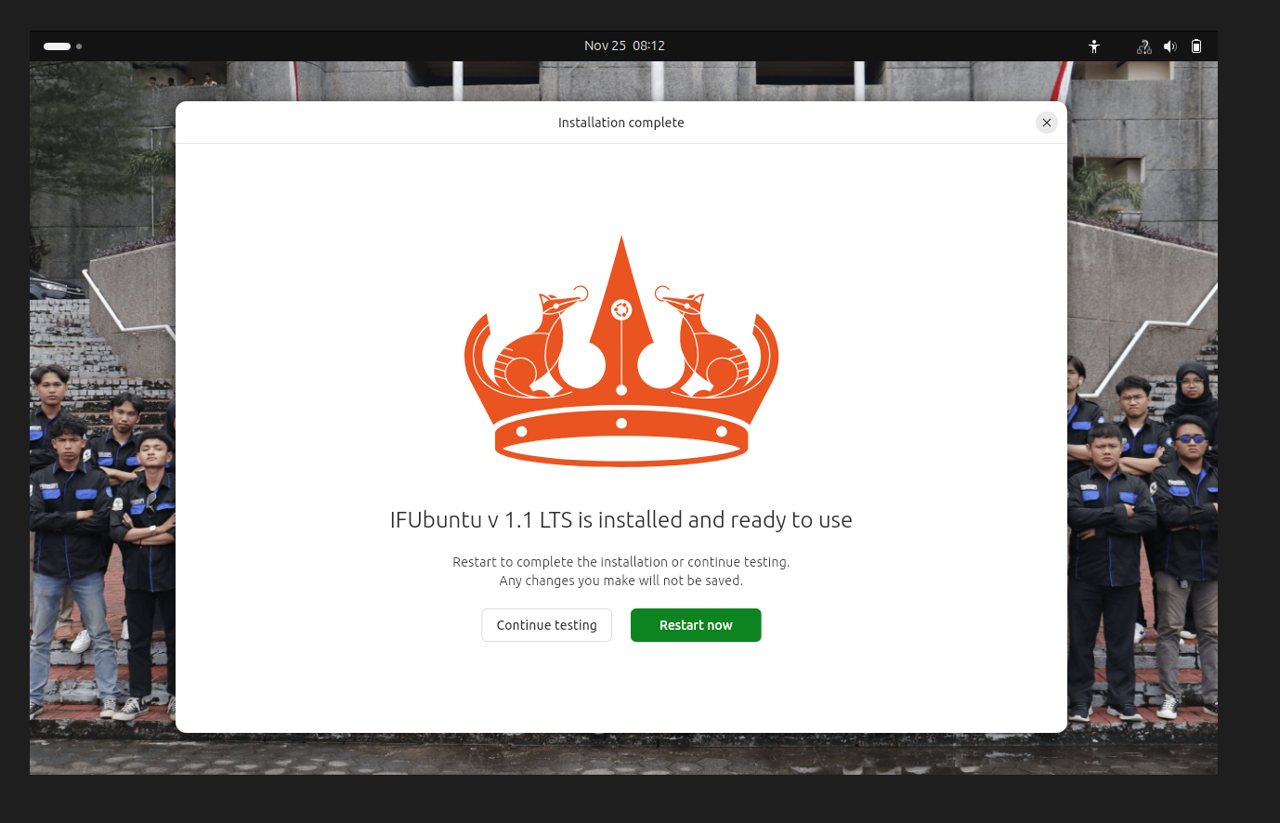 Nov 25 08:12
Installation complete
IFUbuntu v 1.1 LTS is installed and ready to use
Restart to complete the installation or continue testing.
Any changes you make will not be saved.
Continue testing
Restart now